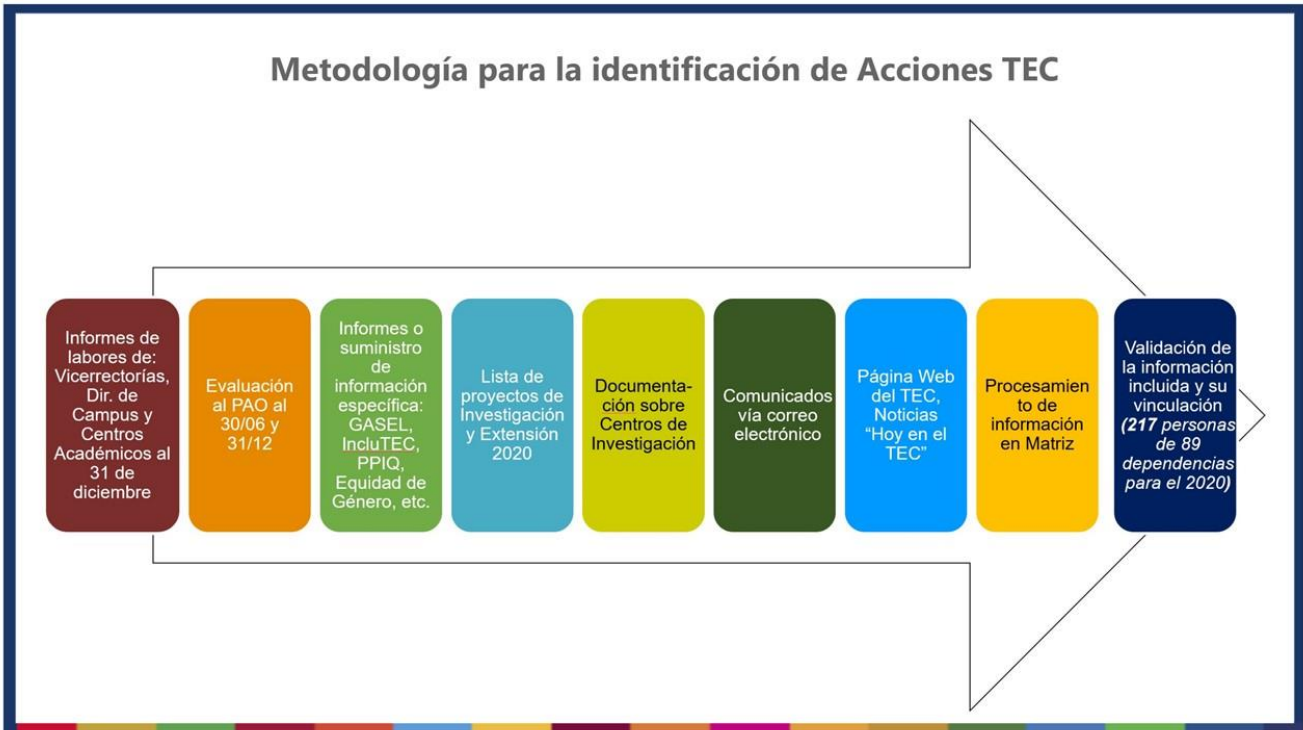 Metodología para la identificación de Acciones TEC
Informes de
labores de:
Vicerrectorías,
Dir. de
Campus y
Centros
Académicos al
31 de
diciembre
Evaluación
al PAO al
30/06 y
31/12
Informes o
suministro
de
información
específica:
GASEL,
IncluTEC,
PPIQ,
Equidad de
Género, etc.
Lista de
proyectos de
Investigación
y Extensión
2020
Documenta-
ción sobre
Centros de
Investigación
Comunicados
vía correo
electrónico
Página Web
del TEC,
Noticias
“Hoy en el
TEC”
Procesamien
to de
información
en Matriz
Validación de
la información
incluida y su
vinculación
(217 personas
de 89
dependencias
para el 2020)